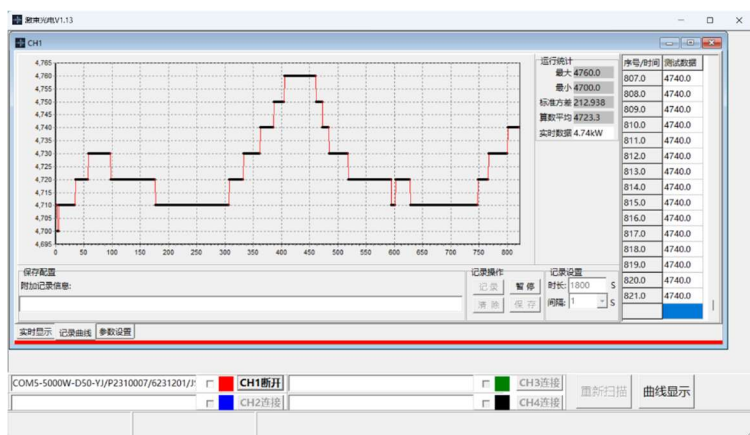 激束光电V1.13
CH1
4,765
4,760
4,755
4,750
4,745
4,740
4,735
4,730
4,725
4,720
4,715
4,710
4,705
4,700
4,695
0 50 100 150 200 250 300 350 400 450 500 550 600 650 700 750 800
运行统计
最大 4760.0
最小 4700.0
标准方差 212.938
算数平均 4723.3
实时数据 4.74kW
序号/时间 测试数据
807.0 4740.0
808.0 4740.0
809.0 4740.0
810.0 4740.0
811.0 4740.0
812.0 4740.0
813.0 4740.0
814.0 4740.0
815.0 4740.0
816.0 4740.0
817.0 4740.0
818.0 4740.0
819.0 4740.0
820.0 4740.0
821.0 4740.0
保存配置
附加记录信息:
记录操作
记 录 暂 停
清 除 保 存
记录设置
时长: 1800 S
间隔: 1 S
实时显示 记录曲线 参数设置
COM5-5000W-D50-YJ/P2310007/6231201/J
CH1断开
CH2连接
CH3连接
CH4连接
重新扫描
曲线显示